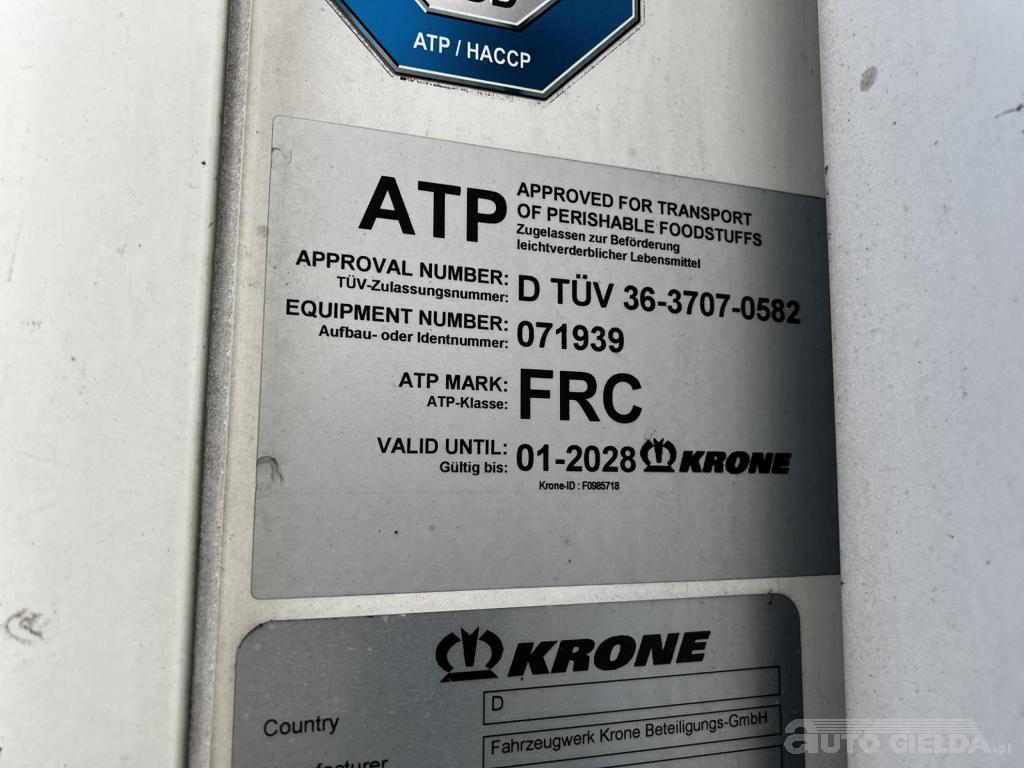 ATP / HACCP
ATP APPROVED FOR TRANSPORT
OF PERISHABLE FOODSTUFFS
Zugelassen zur Beförderung
leichtverderblicher Lebensmittel
APPROVAL NUMBER: D TÜV 36-3707-0582
TÜV-Zulassungsnummer:
EQUIPMENT NUMBER: 071939
Aufbau- oder Identnummer:
ATP MARK: FRC
ATP-Klasse:
VALID UNTIL: 01-2028 KRONE
Gültig bis:
Krone-ID : F0985718
KRONE
Country D
Fahrzeugwerk Krone Beteiligungs-GmbH
AUTO GIEŁDA.pl